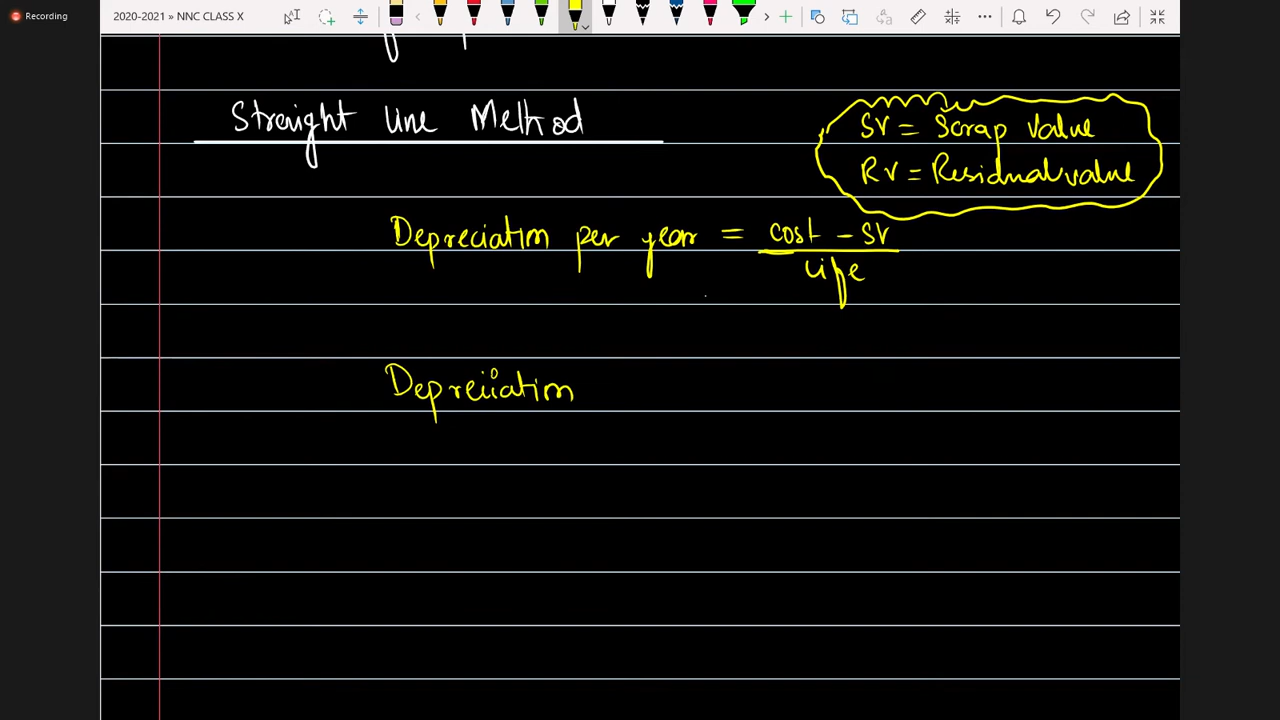 Recording
2020-2021 » NNC CLASS X
Straight Line Method
SV = Scrap Value
RV = Residual value
Depreciation per year = cost - SV
Life
Depreiiation